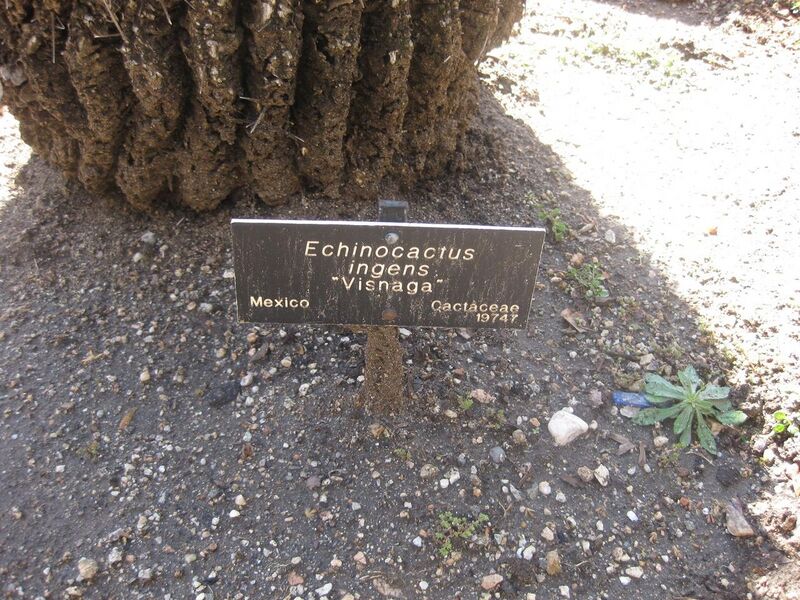 Echinocactus
ingens
"Visnaga"
Mexico Cactaceae
19747